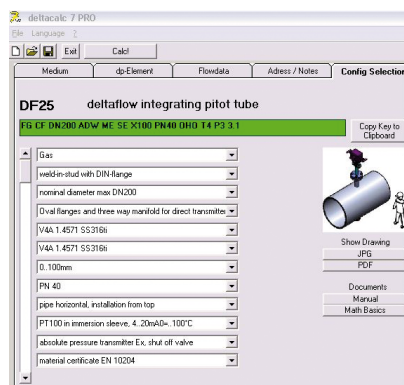 deltacalc 7 PRO
File Language ?
Exit Calc!
Medium dp-Element Flowdata Adress / Notes Config Selection
DF25 deltaflow integrating pitot tube
FG CF DN200 ADW ME SE X100 PN40 OHO T4 P3 3.1
Copy Key to
Clipboard
Gas
weld-in-stud with DIN-flange
nominal diameter max DN200
Oval flanges and three way manifold for direct transmitter
V4A 1.4571 SS316ti
V4A 1.4571 SS316ti
0..100mm
PN 40
pipe horizontal, installation from top
PT100 in immersion sleeve, 4..20mA0=..100°C
absolute pressure transmitter Ex, shut off valve
material certificate EN 10204
Show Drawing
JPG
PDF
Documents
Manual
Math Basics